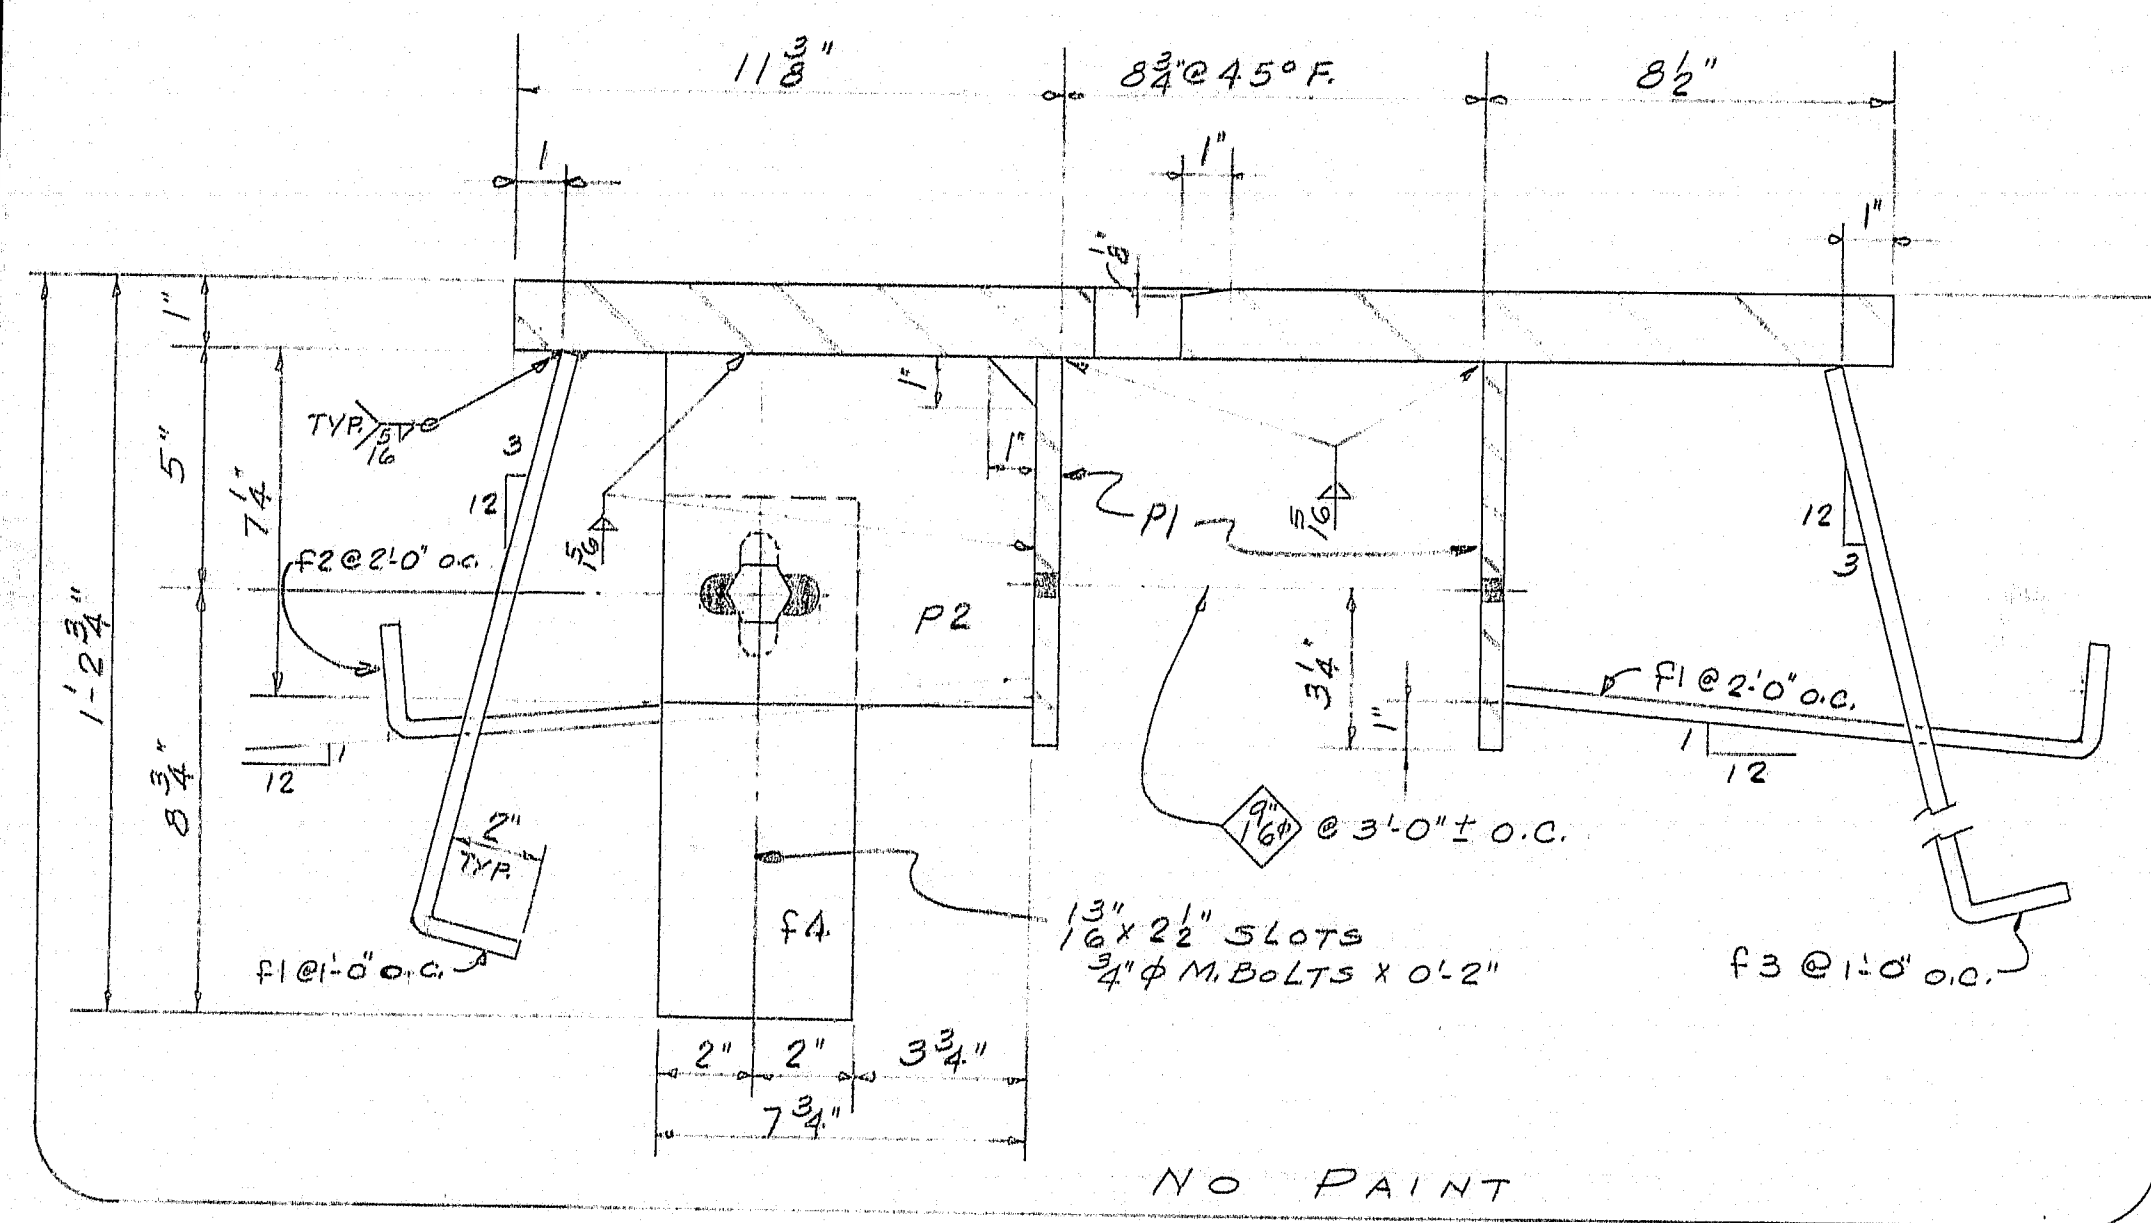 11 3/8"
8 3/4" @ 45° F.
8 1/2"
1
1"
1"
1/8"
1"
5"
7 1/4"
1'-2 3/4"
8 3/4"
TYP. 5/16
3
12
1"
1"
5/16
P1
5/16
12
3
f2 @ 2'-0" o.c.
P2
3 1/4"
1"
f1 @ 2'-0" o.c.
1
12
1
12
2"
TYP.
9/16"φ @ 3'-0" ± O.C.
f4
13/16" x 2 1/2" SLOTS
3/4" φ M. BOLTS x 0'-2"
f1 @ 1'-0" o.c.
f3 @ 1'-0" o.c.
2"
2"
3 3/4"
7 3/4"
NO PAINT